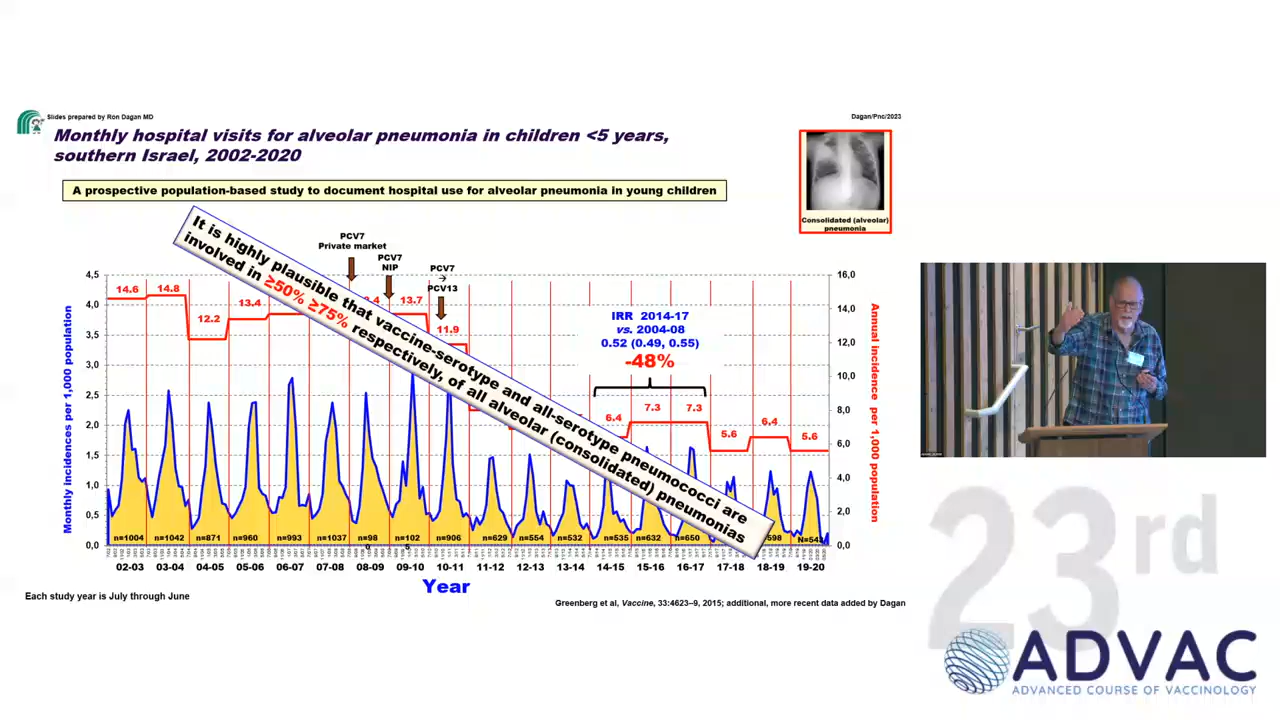 Slides prepared by Ron Dagan MD
Dagan/Pnc/2023
Monthly hospital visits for alveolar pneumonia in children <5 years,
southern Israel, 2002-2020
A prospective population-based study to document hospital use for alveolar pneumonia in young children
Consolidated (alveolar)
pneumonia
It is highly plausible that vaccine-serotype and all-serotype pneumococci are
involved in ≥50% ≥75% respectively, of all alveolar (consolidated) pneumonias
PCV7
Private market
PCV7
NIP
PCV7
→
PCV13
IRR 2014-17
vs. 2004-08
0.52 (0.49, 0.55)
-48%
Monthly incidences per 1,000 population
4,5
4,0
3,5
3,0
2,5
2,0
1,5
1,0
0,5
0,0
14.6
14.8
12.2
13.4
13.7
11.9
6.4
7.3
7.3
5.6
6.4
5.6
16,0
14,0
12,0
10,0
8,0
6,0
4,0
2,0
0,0
Annual incidence per 1,000 population
n=1004 n=1042 n=871 n=960 n=993 n=1037 n=98 n=102 n=906 n=629 n=554 n=532 n=535 n=632 n=650 598
02-03 03-04 04-05 05-06 06-07 07-08 08-09 09-10 10-11 11-12 12-13 13-14 14-15 15-16 16-17 17-18 18-19 19-20
Year
Each study year is July through June
Greenberg et al, Vaccine, 33:4623–9, 2015; additional, more recent data added by Dagan
23rd
ADVAC
ADVANCED COURSE OF VACCINOLOGY